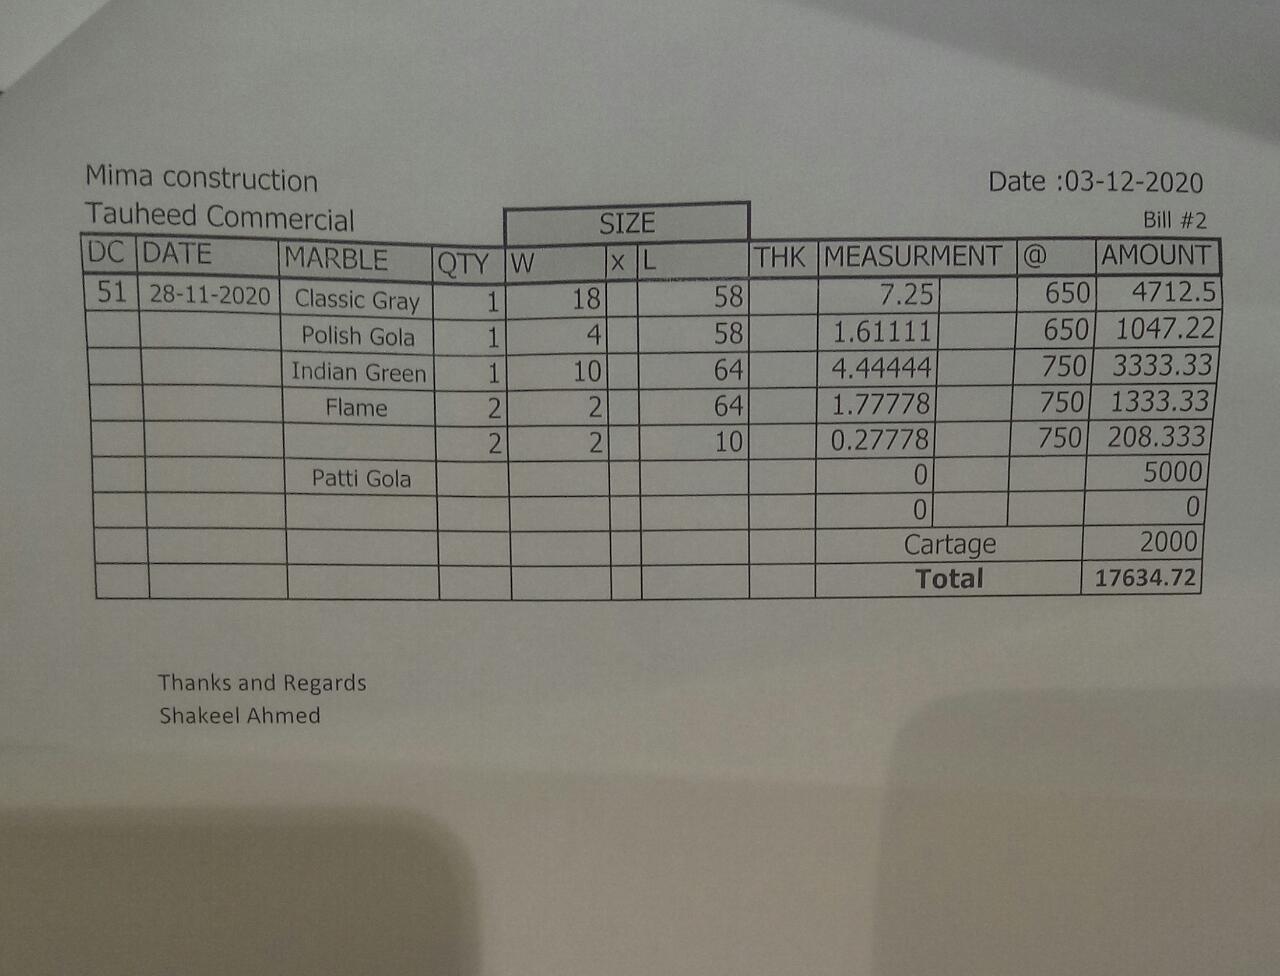 Mima construction Date :03-12-2020
Tauheed Commercial SIZE Bill #2
DC DATE MARBLE QTY W x L THK MEASURMENT @ AMOUNT
51 28-11-2020 Classic Gray 1 18 58 7.25 650 4712.5
Polish Gola 1 4 58 1.61111 650 1047.22
Indian Green 1 10 64 4.44444 750 3333.33
Flame 2 2 64 1.77778 750 1333.33
2 2 10 0.27778 750 208.333
Patti Gola 0 5000
0 0
Cartage 2000
Total 17634.72
Thanks and Regards
Shakeel Ahmed